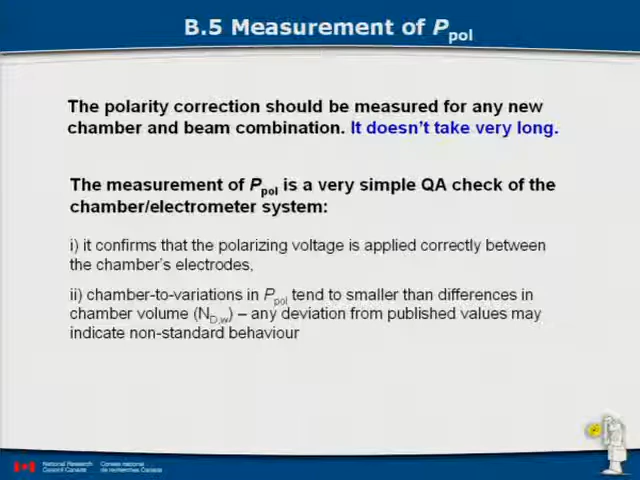 B.5 Measurement of Ppol
The polarity correction should be measured for any new
chamber and beam combination. It doesn't take very long.
The measurement of Ppol is a very simple QA check of the
chamber/electrometer system:
i) it confirms that the polarizing voltage is applied correctly between
the chamber's electrodes,
ii) chamber-to-variations in Ppol tend to smaller than differences in
chamber volume (ND,w) – any deviation from published values may
indicate non-standard behaviour
National Research Conseil national
Council Canada de recherches Canada